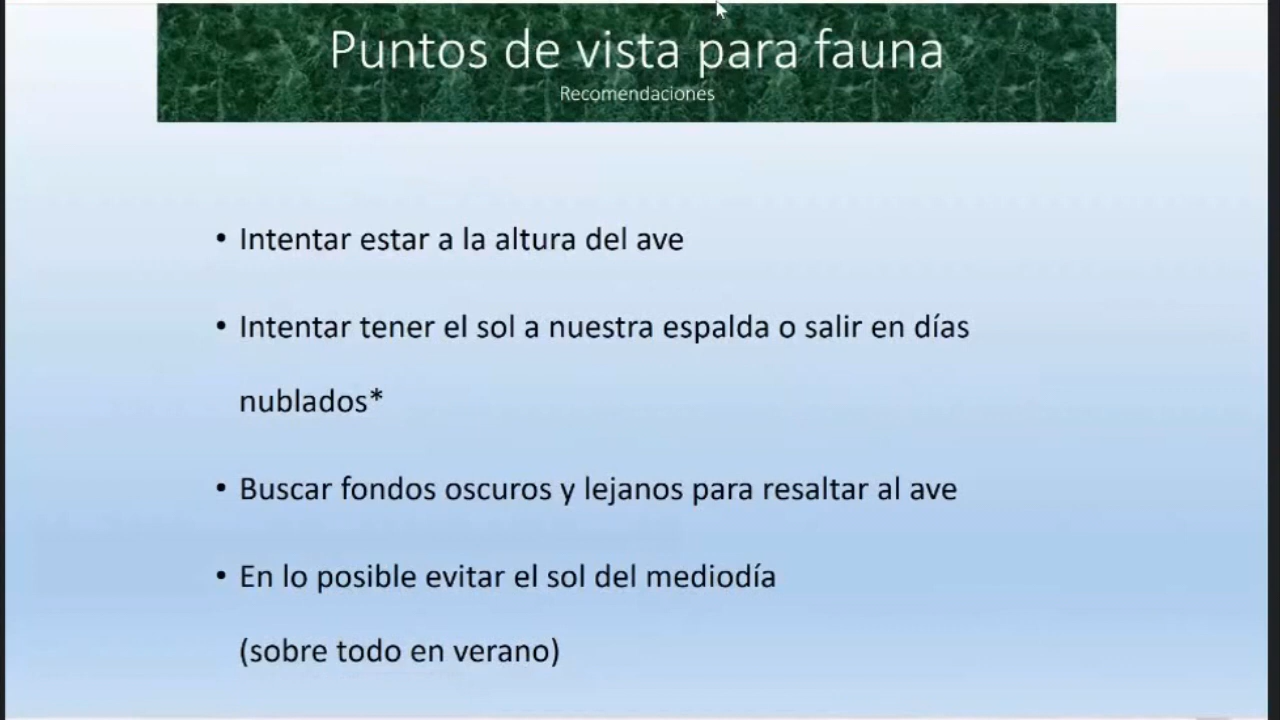 Puntos de vista para fauna
Recomendaciones
• Intentar estar a la altura del ave
• Intentar tener el sol a nuestra espalda o salir en días
nublados*
• Buscar fondos oscuros y lejanos para resaltar al ave
• En lo posible evitar el sol del mediodía
(sobre todo en verano)